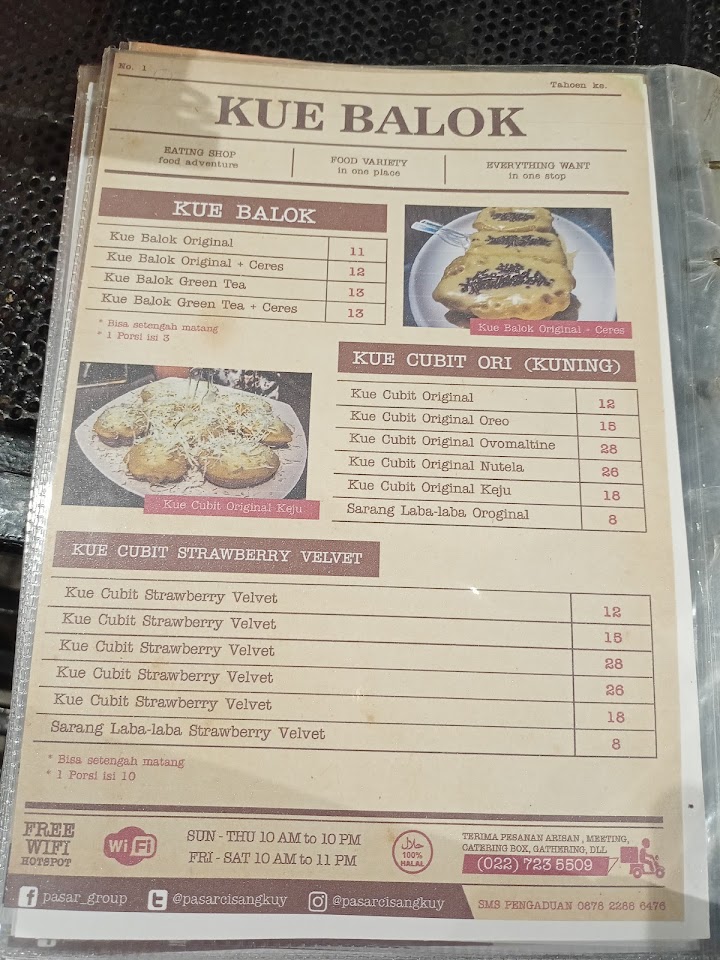 No. 1
Tahoen ke.
KUE BALOK
EATING SHOP
food adventure
FOOD VARIETY
in one place
EVERYTHING WANT
in one stop
KUE BALOK
Kue Balok Original 11
Kue Balok Original + Ceres 12
Kue Balok Green Tea 13
Kue Balok Green Tea + Ceres 13
* Bisa setengah matang
* 1 Porsi isi 3
Kue Balok Original + Ceres
KUE CUBIT ORI (KUNING)
Kue Cubit Original 12
Kue Cubit Original Oreo 15
Kue Cubit Original Ovomaltine 28
Kue Cubit Original Nutela 26
Kue Cubit Original Keju 18
Sarang Laba-laba Oroginal 8
Kue Cubit Original Keju
KUE CUBIT STRAWBERRY VELVET
Kue Cubit Strawberry Velvet 12
Kue Cubit Strawberry Velvet 15
Kue Cubit Strawberry Velvet 28
Kue Cubit Strawberry Velvet 26
Kue Cubit Strawberry Velvet 18
Sarang Laba-laba Strawberry Velvet 8
* Bisa setengah matang
* 1 Porsi isi 10
FREE
WIFI
HOTSPOT
WiFi
SUN - THU 10 AM to 10 PM
FRI - SAT 10 AM to 11 PM
حلال
100%
HALAL
TERIMA PESANAN ARISAN , MEETING,
CATERING BOX, GATHERING, DLL
(022) 723 5509
f pasar_group
t @pasarcisangkuy
@pasarcisangkuy
SMS PENGADUAN 0878 2266 6476